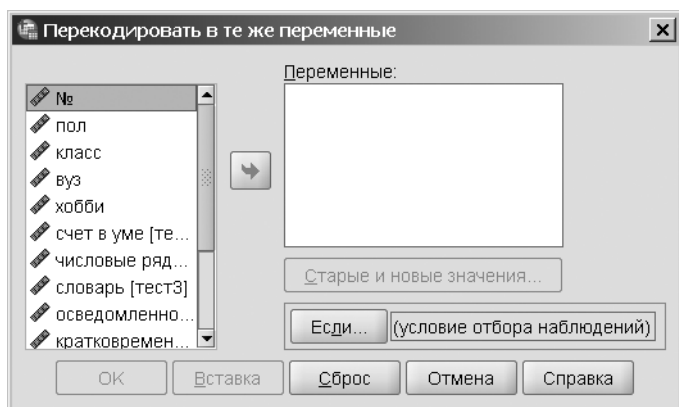 Перекодировать в те же переменные
Переменные:
№
пол
класс
вуз
хобби
счет в уме [те...
числовые ряд...
словарь [тест3]
осведомленно...
кратковремен...
Старые и новые значения...
Если... (условие отбора наблюдений)
OK Вставка Сброс Отмена Справка